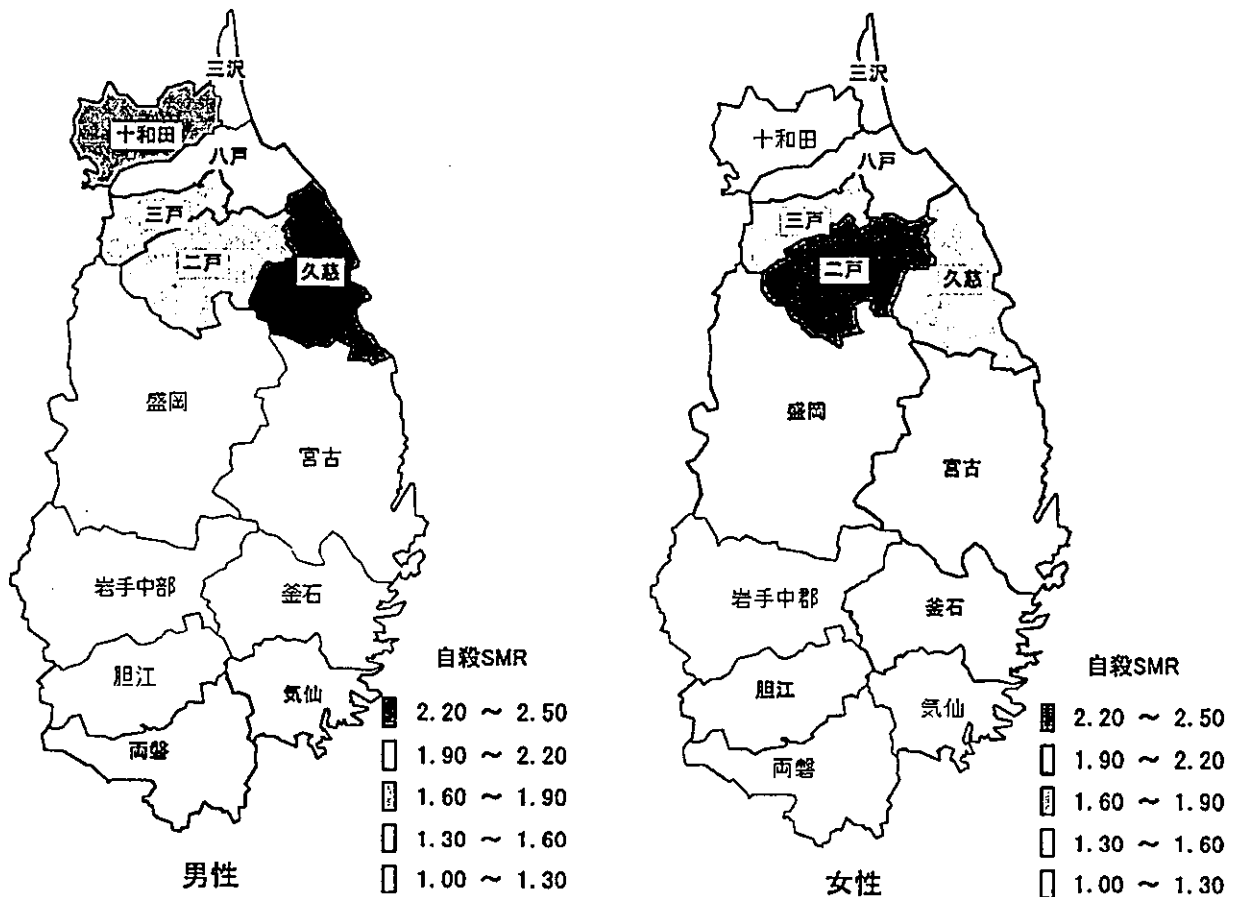 三沢
十和田
八戸
三戸
二戸
久慈
盛岡
宮古
岩手中部
釜石
胆江
気仙
両磐
自殺SMR
2.20 ～ 2.50
1.90 ～ 2.20
1.60 ～ 1.90
1.30 ～ 1.60
1.00 ～ 1.30
男性
三沢
十和田
八戸
三戸
二戸
久慈
盛岡
宮古
岩手中郡
釜石
胆江
気仙
両磐
自殺SMR
2.20 ～ 2.50
1.90 ～ 2.20
1.60 ～ 1.90
1.30 ～ 1.60
1.00 ～ 1.30
女性